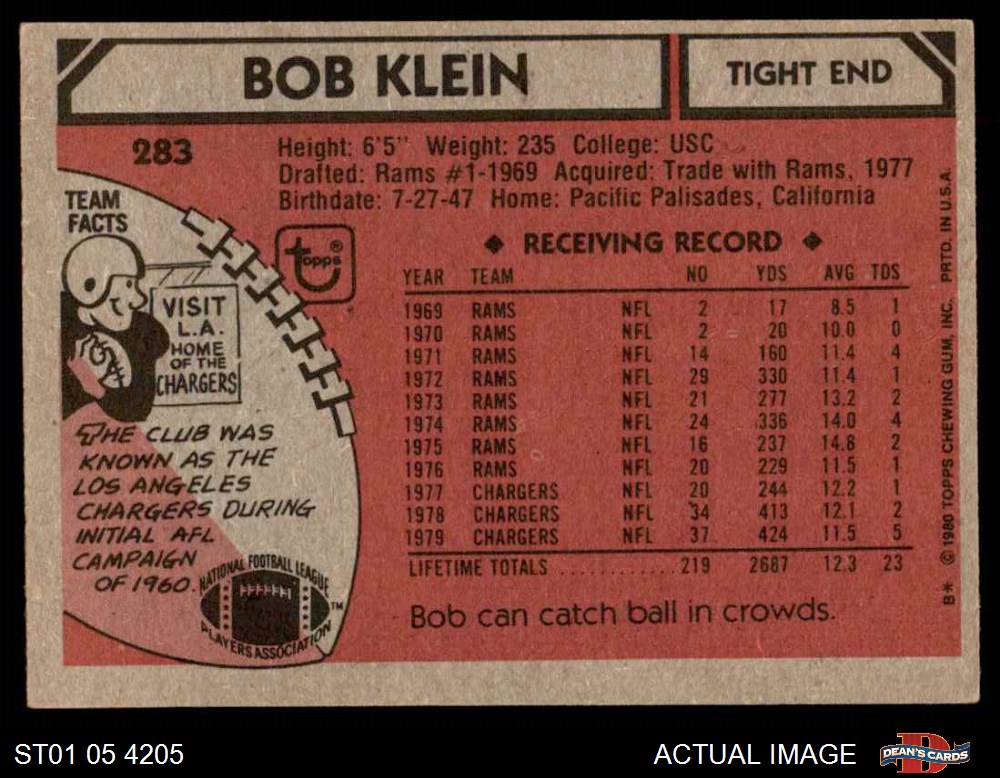 BOB KLEIN
TIGHT END
283
Height: 6'5" Weight: 235 College: USC
Drafted: Rams #1-1969 Acquired: Trade with Rams, 1977
Birthdate: 7-27-47 Home: Pacific Palisades, California
TEAM
FACTS
VISIT
L.A.
HOME
OF THE
CHARGERS
THE CLUB WAS
KNOWN AS THE
LOS ANGELES
CHARGERS DURING
INITIAL AFL
CAMPAIGN
OF 1960.
NATIONAL FOOTBALL LEAGUE
PLAYERS ASSOCIATION
™
topps ®
◆ RECEIVING RECORD ◆
YEAR TEAM NO YDS AVG TDS
1969 RAMS NFL 2 17 8.5 1
1970 RAMS NFL 2 20 10.0 0
1971 RAMS NFL 14 160 11.4 4
1972 RAMS NFL 29 330 11.4 1
1973 RAMS NFL 21 277 13.2 2
1974 RAMS NFL 24 336 14.0 4
1975 RAMS NFL 16 237 14.8 2
1976 RAMS NFL 20 229 11.5 1
1977 CHARGERS NFL 20 244 12.2 1
1978 CHARGERS NFL 34 413 12.1 2
1979 CHARGERS NFL 37 424 11.5 5
LIFETIME TOTALS ............ 219 2687 12.3 23
Bob can catch ball in crowds.
B* © 1980 TOPPS CHEWING GUM, INC. PRTD. IN U.S.A.
ST01 05 4205
ACTUAL IMAGE
DEAN'S CARDS